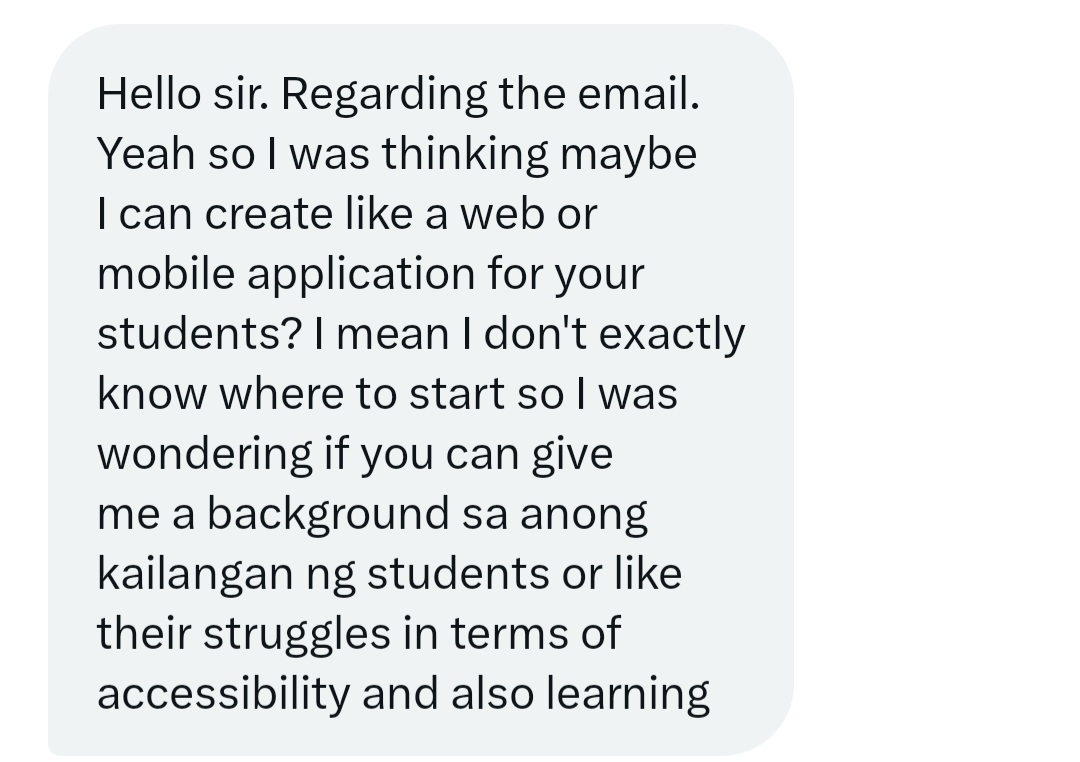 Hello sir. Regarding the email.
Yeah so I was thinking maybe
I can create like a web or
mobile application for your
students? I mean I don't exactly
know where to start so I was
wondering if you can give
me a background sa anong
kailangan ng students or like
their struggles in terms of
accessibility and also learning